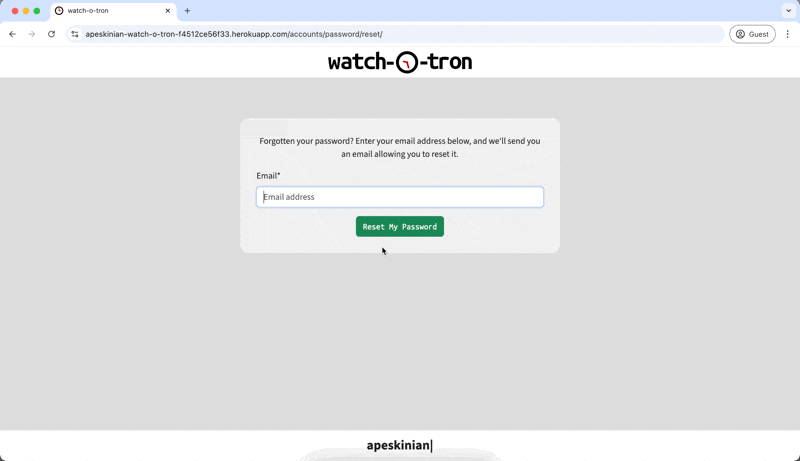 watch-o-tron
apeskinian-watch-o-tron-f4512ce56f33.herokuapp.com/accounts/password/reset/
Guest
watch-o-tron
Forgotten your password? Enter your email address below, and we'll send you
an email allowing you to reset it.
Email*
Email address
Reset My Password
apeskinian|